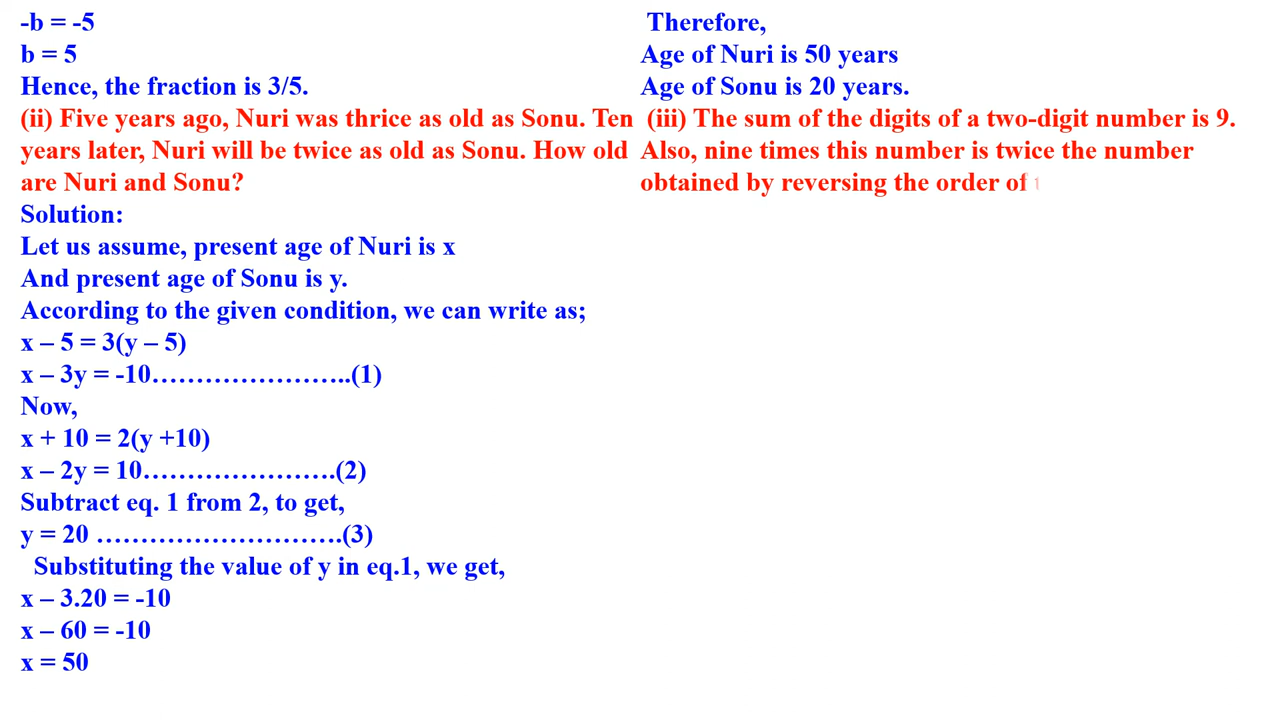 -b = -5
b = 5
Hence, the fraction is 3/5.
(ii) Five years ago, Nuri was thrice as old as Sonu. Ten
years later, Nuri will be twice as old as Sonu. How old
are Nuri and Sonu?
Solution:
Let us assume, present age of Nuri is x
And present age of Sonu is y.
According to the given condition, we can write as;
x – 5 = 3(y – 5)
x – 3y = -10…………………..(1)
Now,
x + 10 = 2(y +10)
x – 2y = 10………………….(2)
Subtract eq. 1 from 2, to get,
y = 20 ……………………….(3)
Substituting the value of y in eq.1, we get,
x – 3.20 = -10
x – 60 = -10
x = 50
Therefore,
Age of Nuri is 50 years
Age of Sonu is 20 years.
(iii) The sum of the digits of a two-digit number is 9.
Also, nine times this number is twice the number
obtained by reversing the order of